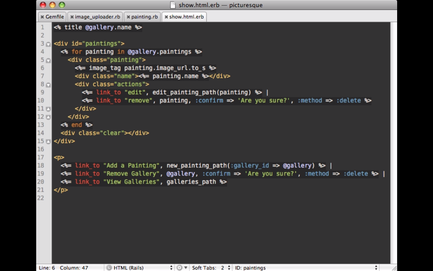 show.html.erb — picturesque
Gemfile image_uploader.rb painting.rb show.html.erb
1 <% title @gallery.name %>
2
3 <div id="paintings">
4 <% for painting in @gallery.paintings %>
5 <div class="painting">
6 <%= image_tag painting.image_url.to_s %>
7 <div class="name"><%= painting.name %></div>
8 <div class="actions">
9 <%= link_to "edit", edit_painting_path(painting) %> |
10 <%= link_to "remove", painting, :confirm => 'Are you sure?', :method => :delete %>
11 </div>
12 </div>
13 <% end %>
14 <div class="clear"></div>
15 </div>
16
17 <p>
18 <%= link_to "Add a Painting", new_painting_path(:gallery_id => @gallery) %> |
19 <%= link_to "Remove Gallery", @gallery, :confirm => 'Are you sure?', :method => :delete %> |
20 <%= link_to "View Galleries", galleries_path %>
21 </p>
22
Line: 6 Column: 47 HTML (Rails) Soft Tabs: 2 ID: paintings